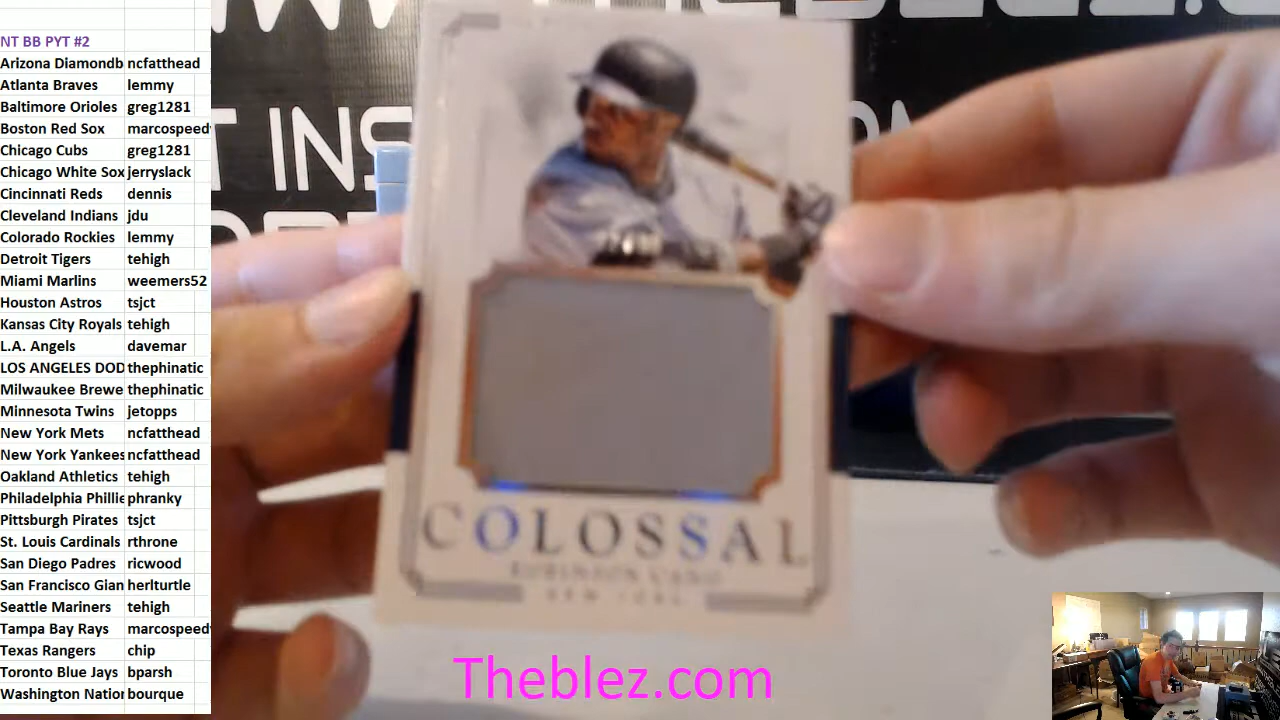 NT BB PYT #2
Arizona Diamondb ncfatthead
Atlanta Braves lemmy
Baltimore Orioles greg1281
Boston Red Sox marcospeed
Chicago Cubs greg1281
Chicago White Sox jerryslack
Cincinnati Reds dennis
Cleveland Indians jdu
Colorado Rockies lemmy
Detroit Tigers tehigh
Miami Marlins weemers52
Houston Astros tsjct
Kansas City Royals tehigh
L.A. Angels davemar
LOS ANGELES DOD thephinatic
Milwaukee Brewe thephinatic
Minnesota Twins jetopps
New York Mets ncfatthead
New York Yankees ncfatthead
Oakland Athletics tehigh
Philadelphia Phillie phranky
Pittsburgh Pirates tsjct
St. Louis Cardinals rthrone
San Diego Padres ricwood
San Francisco Gian herlturtle
Seattle Mariners tehigh
Tampa Bay Rays marcospeed
Texas Rangers chip
Toronto Blue Jays bparsh
Washington Nation bourque
T INS
COLOSSAL
ROBINSON CANO
NEW YORK
Theblez.com